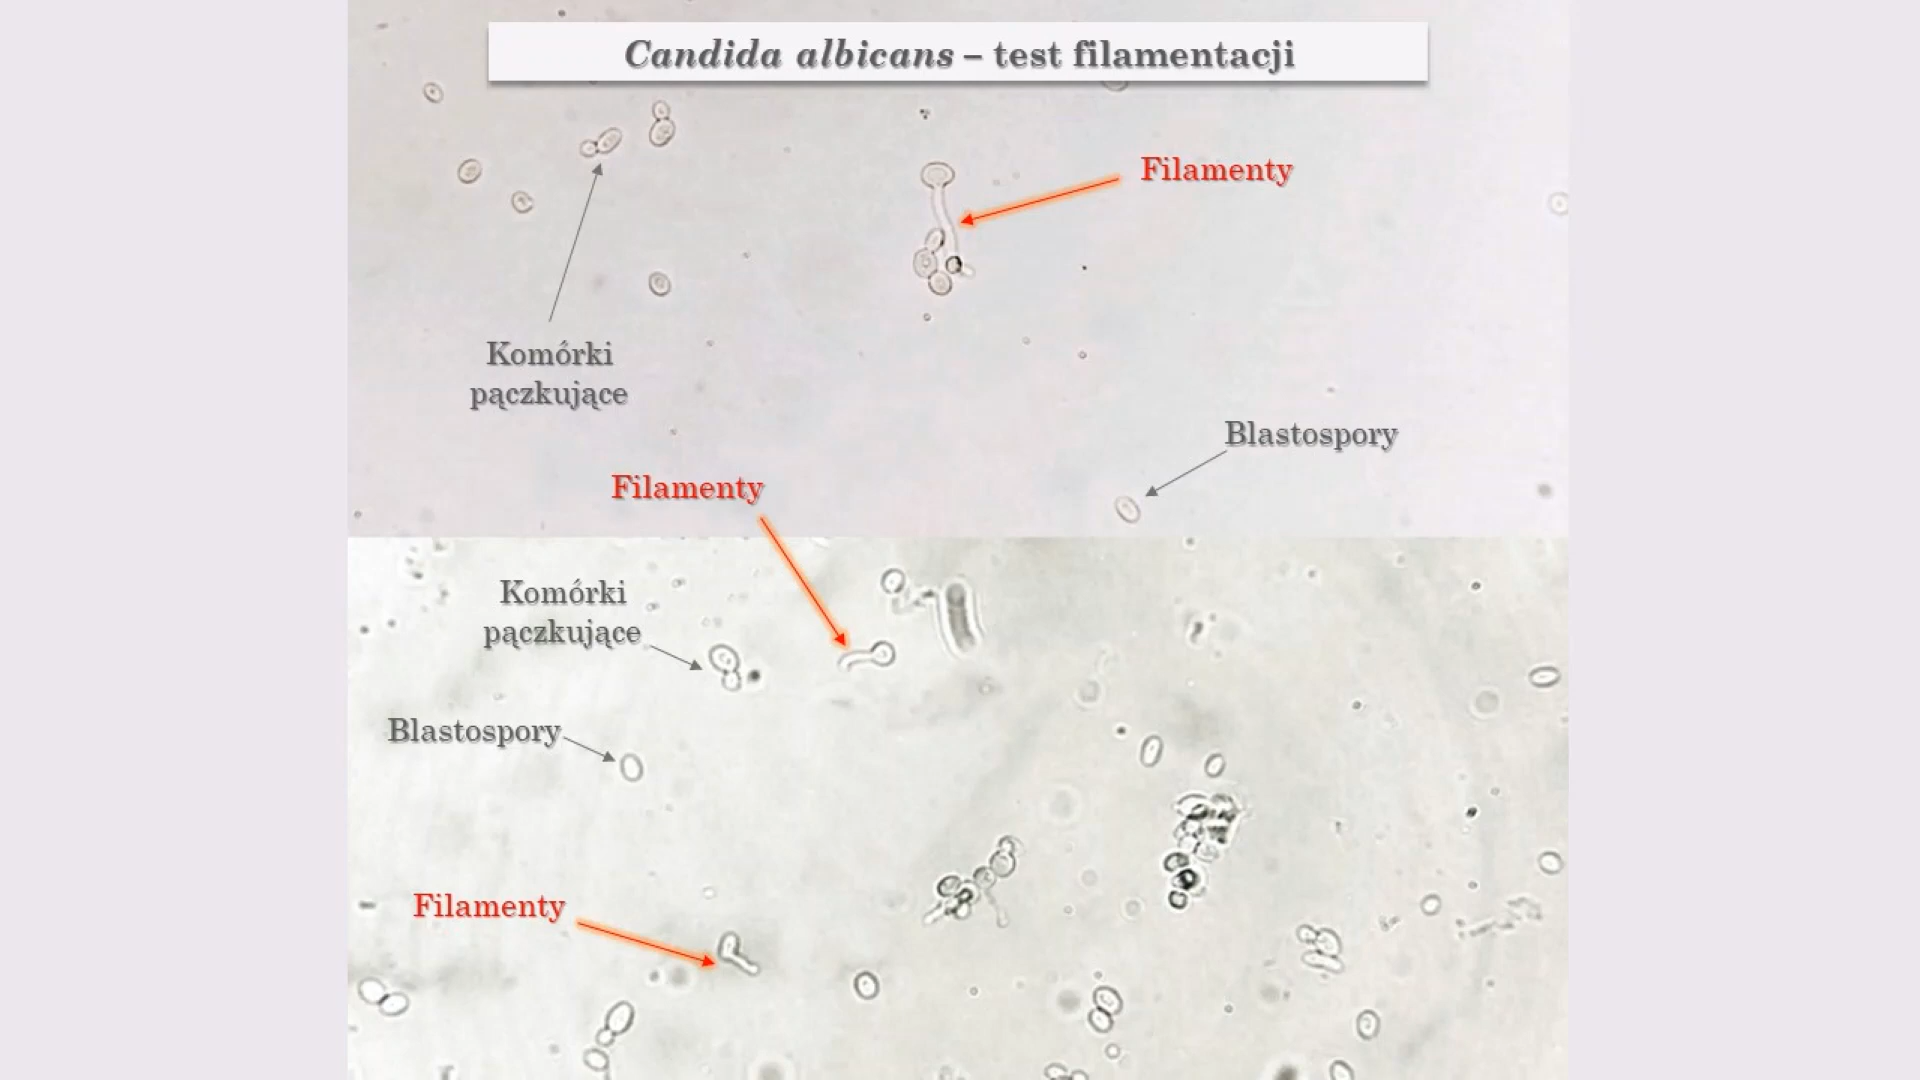 Candida albicans – test filamentacji
Filamenty
Komórki
pączkujące
Blastospory
Filamenty
Komórki
pączkujące
Blastospory
Filamenty